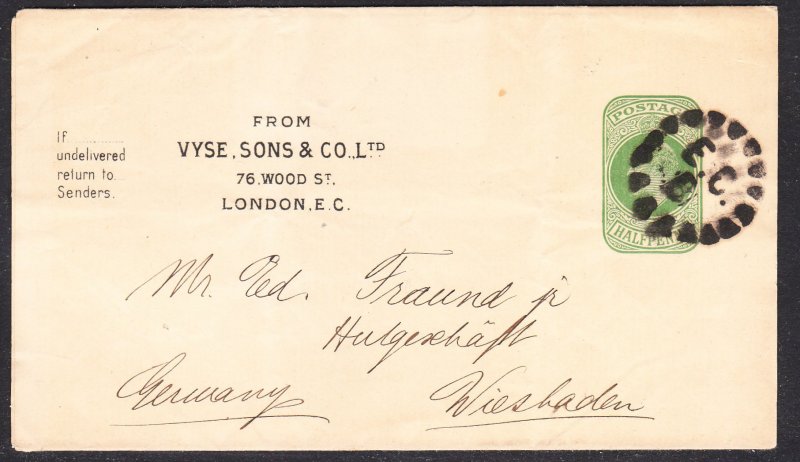 FROM
VYSE, SONS & CO., LTD
76, WOOD ST,
LONDON, E.C.
If
undelivered
return to
Senders.
POSTAGE
HALFPENNY
E.C.
Mr. Ed. Fraund jr
Hutgeschäft
Germany Wiesbaden